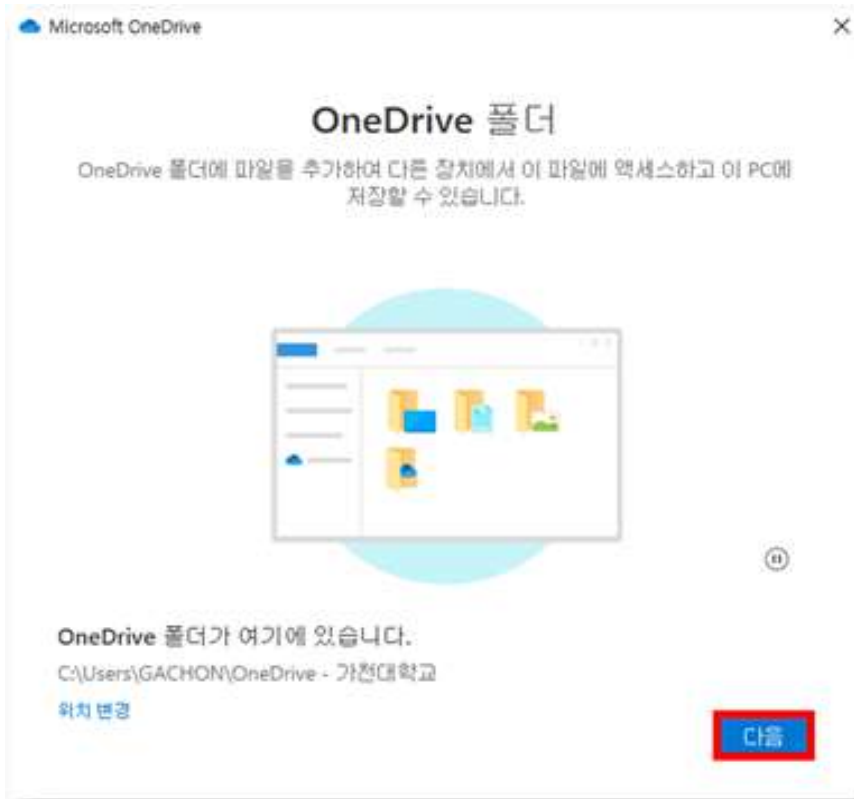 Microsoft OneDrive
OneDrive 폴더
OneDrive 폴더에 파일을 추가하여 다른 장치에서 이 파일에 액세스하고 이 PC에
저장할 수 있습니다.
OneDrive 폴더가 여기에 있습니다.
C:\Users\GACHON\OneDrive - 가천대학교
위치 변경
다음